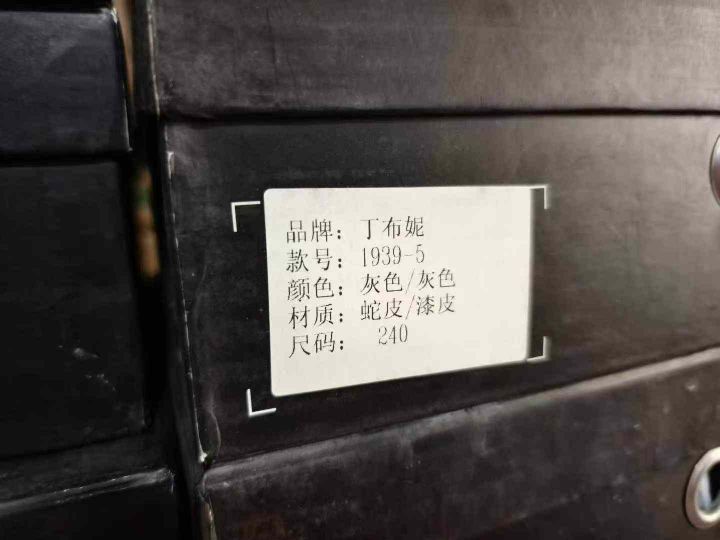 品牌：丁布妮
款号：1939-5
颜色：灰色/灰色
材质：蛇皮/漆皮
尺码： 240